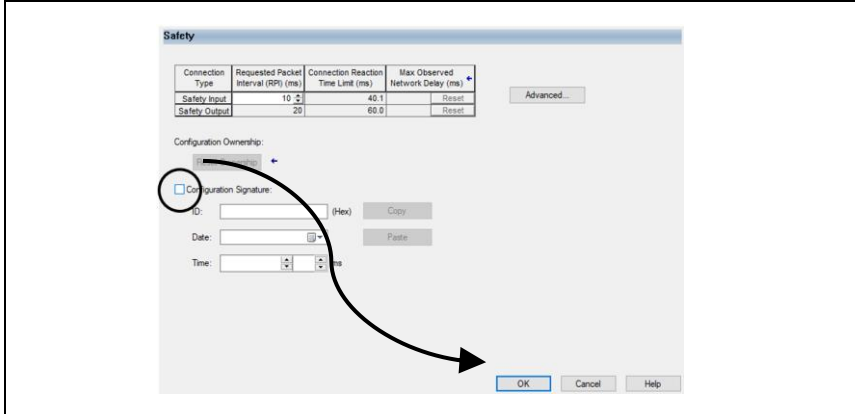 Safety
Connection Type Requested Packet Interval (RPI) (ms) Connection Reaction Time Limit (ms) Max Observed Network Delay (ms)
Safety Input 10 40.1 Reset
Safety Output 20 60.0 Reset
Advanced...
Configuration Ownership:
Configuration Signature:
ID: (Hex) Copy
Date: Paste
Time: ms
OK Cancel Help